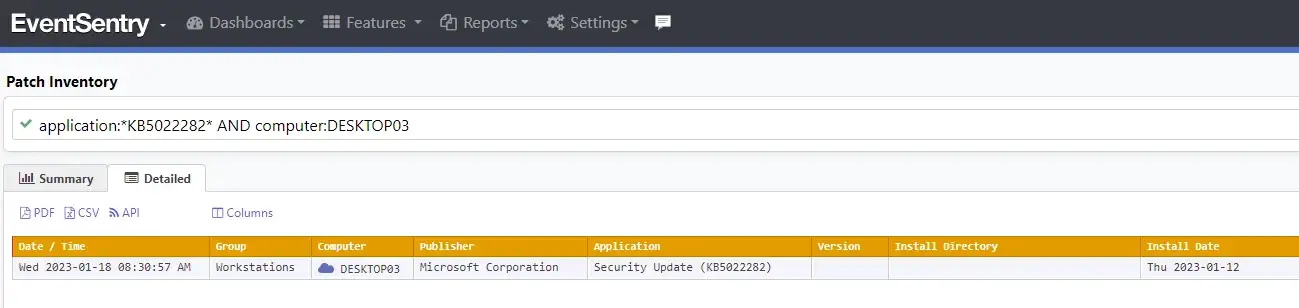 EventSentry Dashboards Features Reports Settings
Patch Inventory
application:*KB5022282* AND computer:DESKTOP03
Summary Detailed
PDF CSV API Columns
Date / Time Group Computer Publisher Application Version Install Directory Install Date
Wed 2023-01-18 08:30:57 AM Workstations DESKTOP03 Microsoft Corporation Security Update (KB5022282) Thu 2023-01-12